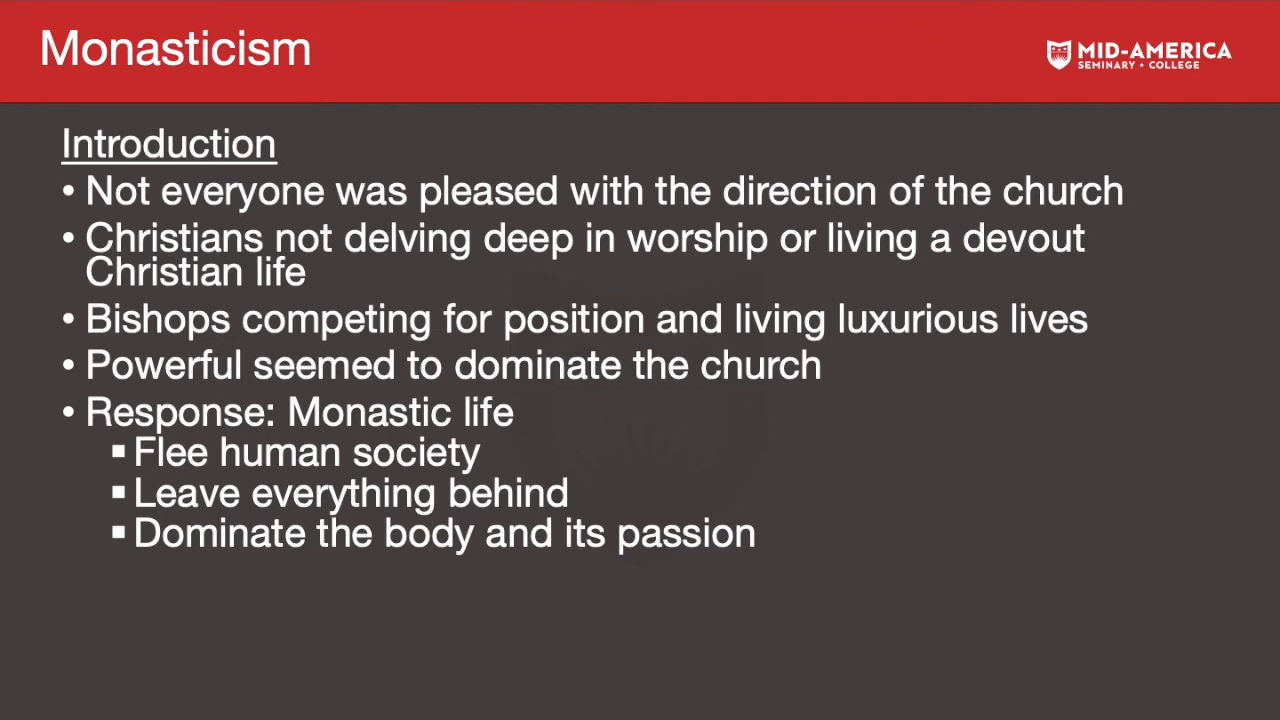 Monasticism
MID-AMERICA
SEMINARY • COLLEGE
Introduction
• Not everyone was pleased with the direction of the church
• Christians not delving deep in worship or living a devout
Christian life
• Bishops competing for position and living luxurious lives
• Powerful seemed to dominate the church
• Response: Monastic life
▪ Flee human society
▪ Leave everything behind
▪ Dominate the body and its passion